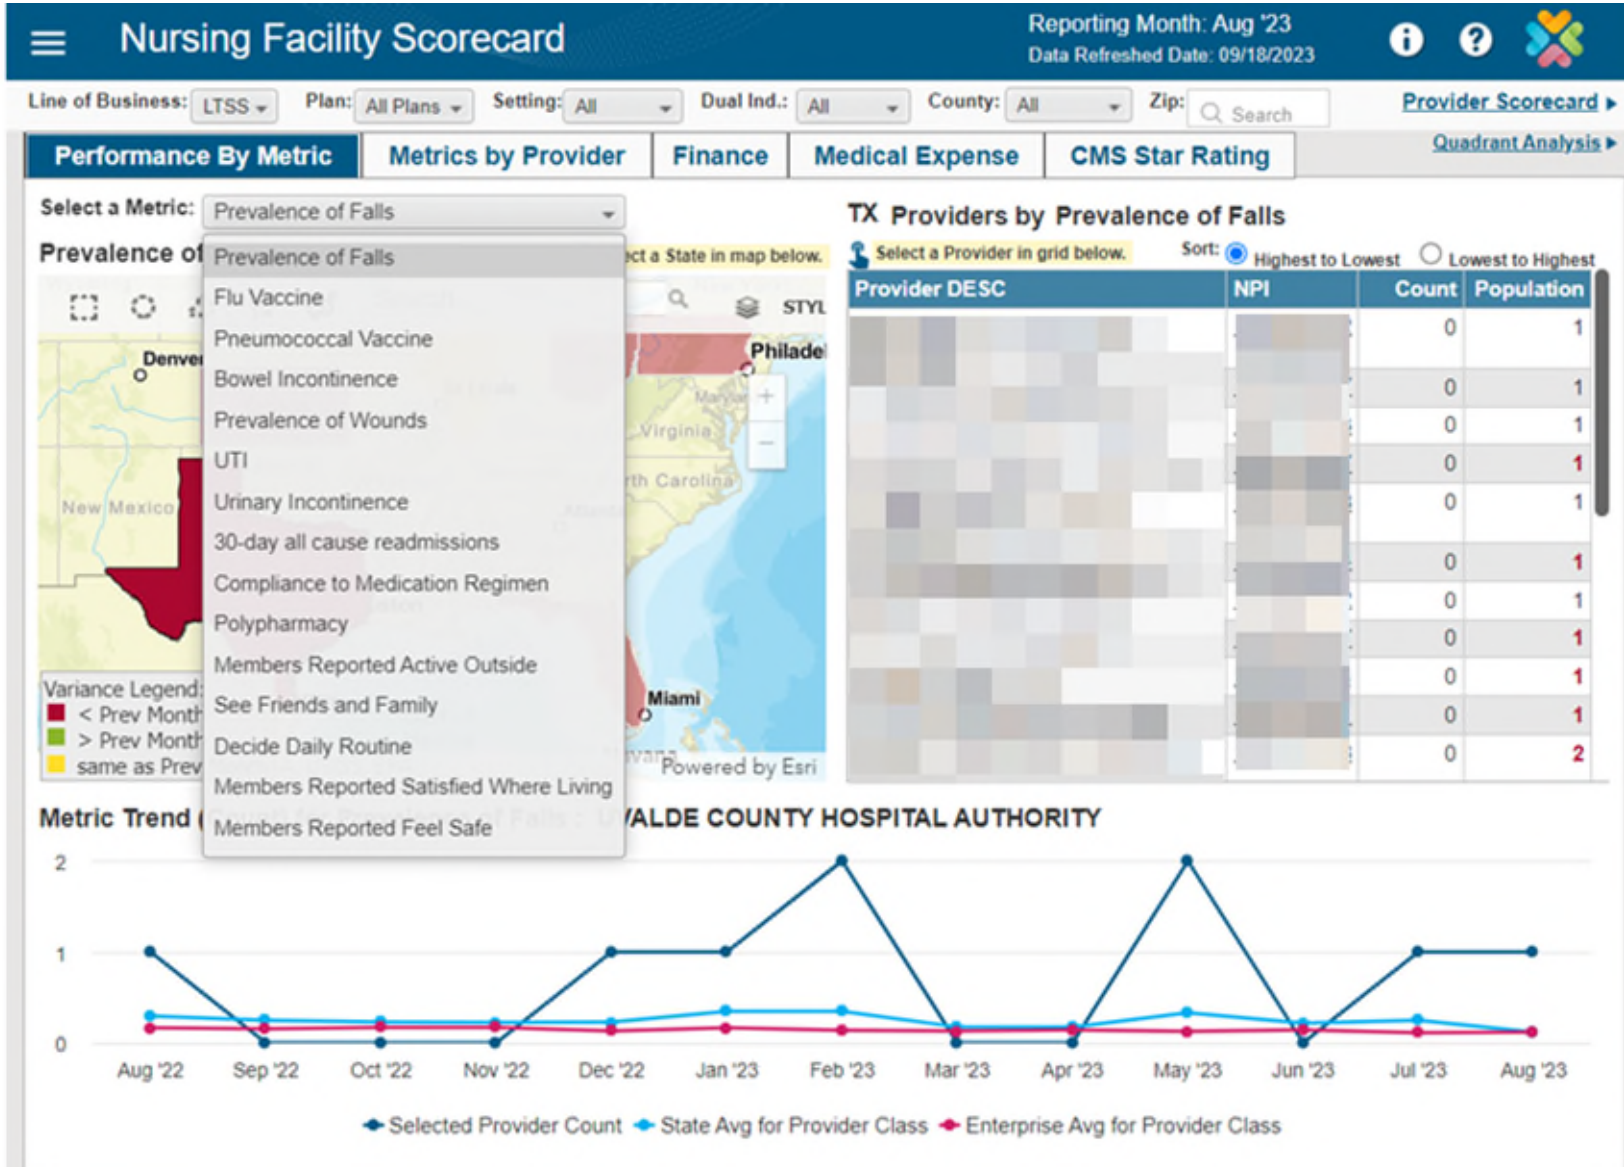 Nursing Facility Scorecard
Reporting Month: Aug '23
Data Refreshed Date: 09/18/2023
Line of Business: LTSS Plan: All Plans Setting: All Dual Ind.: All County: All Zip: Search
Provider Scorecard
Quadrant Analysis
Performance By Metric Metrics by Provider Finance Medical Expense CMS Star Rating
Select a Metric: Prevalence of Falls
Prevalence of
a State in map below.
Prevalence of Falls
Flu Vaccine
Pneumococcal Vaccine
Bowel Incontinence
Prevalence of Wounds
UTI
Urinary Incontinence
30-day all cause readmissions
Compliance to Medication Regimen
Polypharmacy
Members Reported Active Outside
See Friends and Family
Decide Daily Routine
Members Reported Satisfied Where Living
Members Reported Feel Safe
STYL
Denver
New Mexico
Philadel
Virginia
th Carolina
Miami
Powered by Esri
Variance Legend:
< Prev Month
> Prev Month
same as Prev
TX Providers by Prevalence of Falls
Select a Provider in grid below. Sort: Highest to Lowest Lowest to Highest
Provider DESC NPI Count Population
0 1
0 1
0 1
0 1
0 1
0 1
0 1
0 1
0 1
0 1
0 2
Metric Trend (Count) for Prevalence of Falls : UVALDE COUNTY HOSPITAL AUTHORITY
2
1
0
Aug '22 Sep '22 Oct '22 Nov '22 Dec '22 Jan '23 Feb '23 Mar '23 Apr '23 May '23 Jun '23 Jul '23 Aug '23
Selected Provider Count State Avg for Provider Class Enterprise Avg for Provider Class